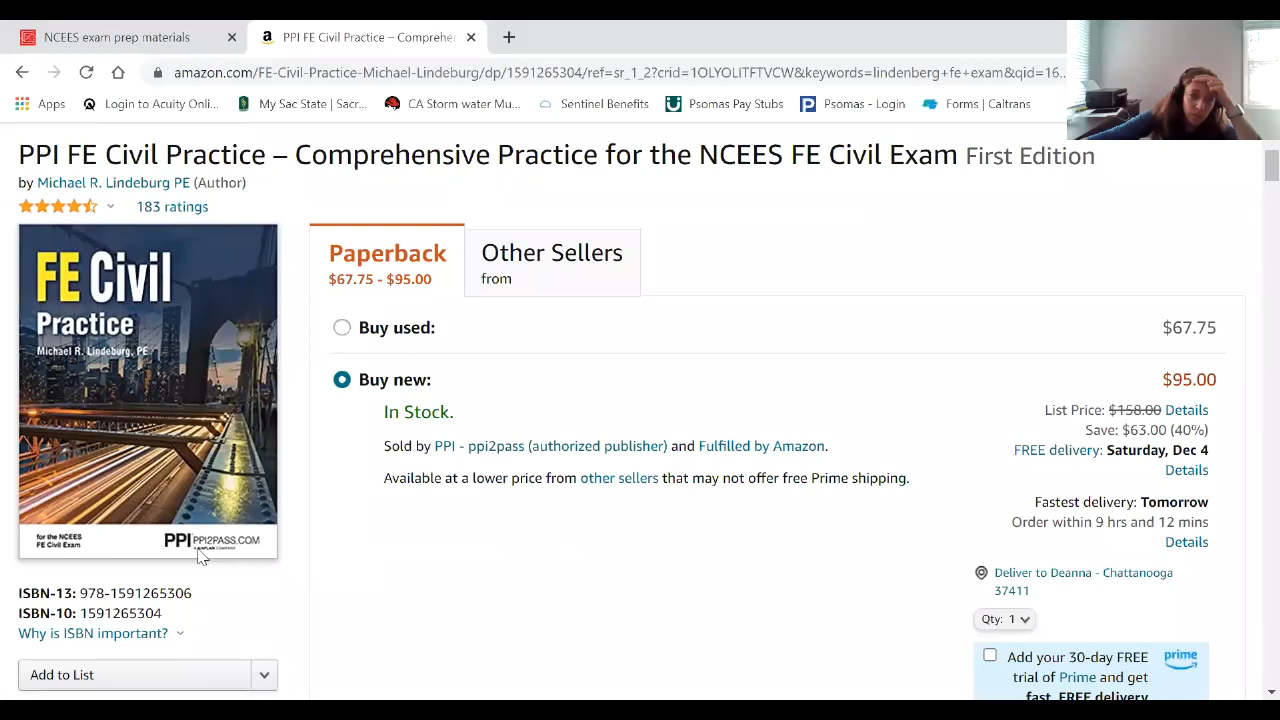 NCEES exam prep materials
PPI FE Civil Practice – Comprehen
amazon.com/FE-Civil-Practice-Michael-Lindeburg/dp/1591265304/ref=sr_1_2?crid=1OLYOLITFTVCW&keywords=lindenberg+fe+exam&qid=16...
Apps
Login to Acuity Onli...
My Sac State | Sacr...
CA Storm water Mu...
Sentinel Benefits
Psomas Pay Stubs
Psomas - Login
Forms | Caltrans
PPI FE Civil Practice – Comprehensive Practice for the NCEES FE Civil Exam First Edition
by Michael R. Lindeburg PE (Author)
183 ratings
FE Civil
Practice
Michael R. Lindeburg, PE
for the NCEES
FE Civil Exam
PPI PPI2PASS.COM
A KAPLAN COMPANY
ISBN-13: 978-1591265306
ISBN-10: 1591265304
Why is ISBN important?
Add to List
Paperback
$67.75 - $95.00
Other Sellers
from
Buy used:
$67.75
Buy new:
$95.00
In Stock.
Sold by PPI - ppi2pass (authorized publisher) and Fulfilled by Amazon.
Available at a lower price from other sellers that may not offer free Prime shipping.
List Price: $158.00 Details
Save: $63.00 (40%)
FREE delivery: Saturday, Dec 4
Details
Fastest delivery: Tomorrow
Order within 9 hrs and 12 mins
Details
Deliver to Deanna - Chattanooga
37411
Qty: 1
Add your 30-day FREE
trial of Prime and get
fast, FREE delivery
prime